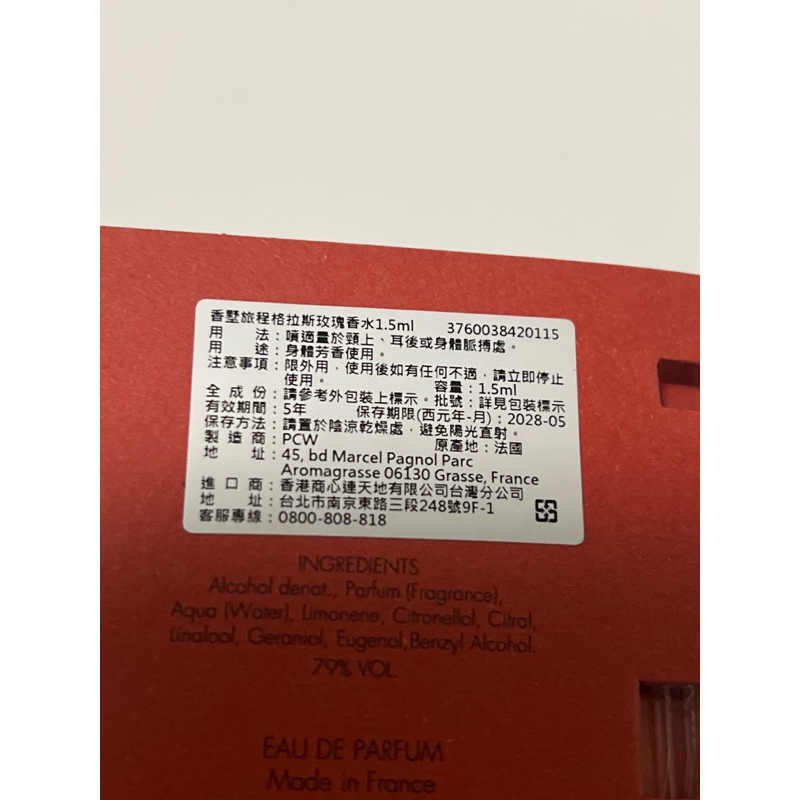 香墅旅程格拉斯玫瑰香水1.5ml 3760038420115
用 法：噴適量於頸上、耳後或身體脈搏處。
用 途：身體芳香使用。
注意事項：限外用，使用後如有任何不適，請立即停止
使用。 容量：1.5ml
全 成 份：請參考外包裝上標示。批號：詳見包裝標示
有效期間：5年 保存期限(西元年-月)：2028-05
保存方法：請置於陰涼乾燥處，避免陽光直射。
製 造 商：PCW 原產地：法國
地 址：45, bd Marcel Pagnol Parc
Aromagrasse 06130 Grasse, France
進 口 商：香港商心連天地有限公司台灣分公司
地 址：台北市南京東路三段248號9F-1
客服專線：0800-808-818
INGREDIENTS
Alcohol denat., Parfum (Fragrance),
Aqua (Water), Limonene, Citronellol, Citral,
Linalool, Geraniol, Eugenol, Benzyl Alcohol.
79% VOL
EAU DE PARFUM
Made in France